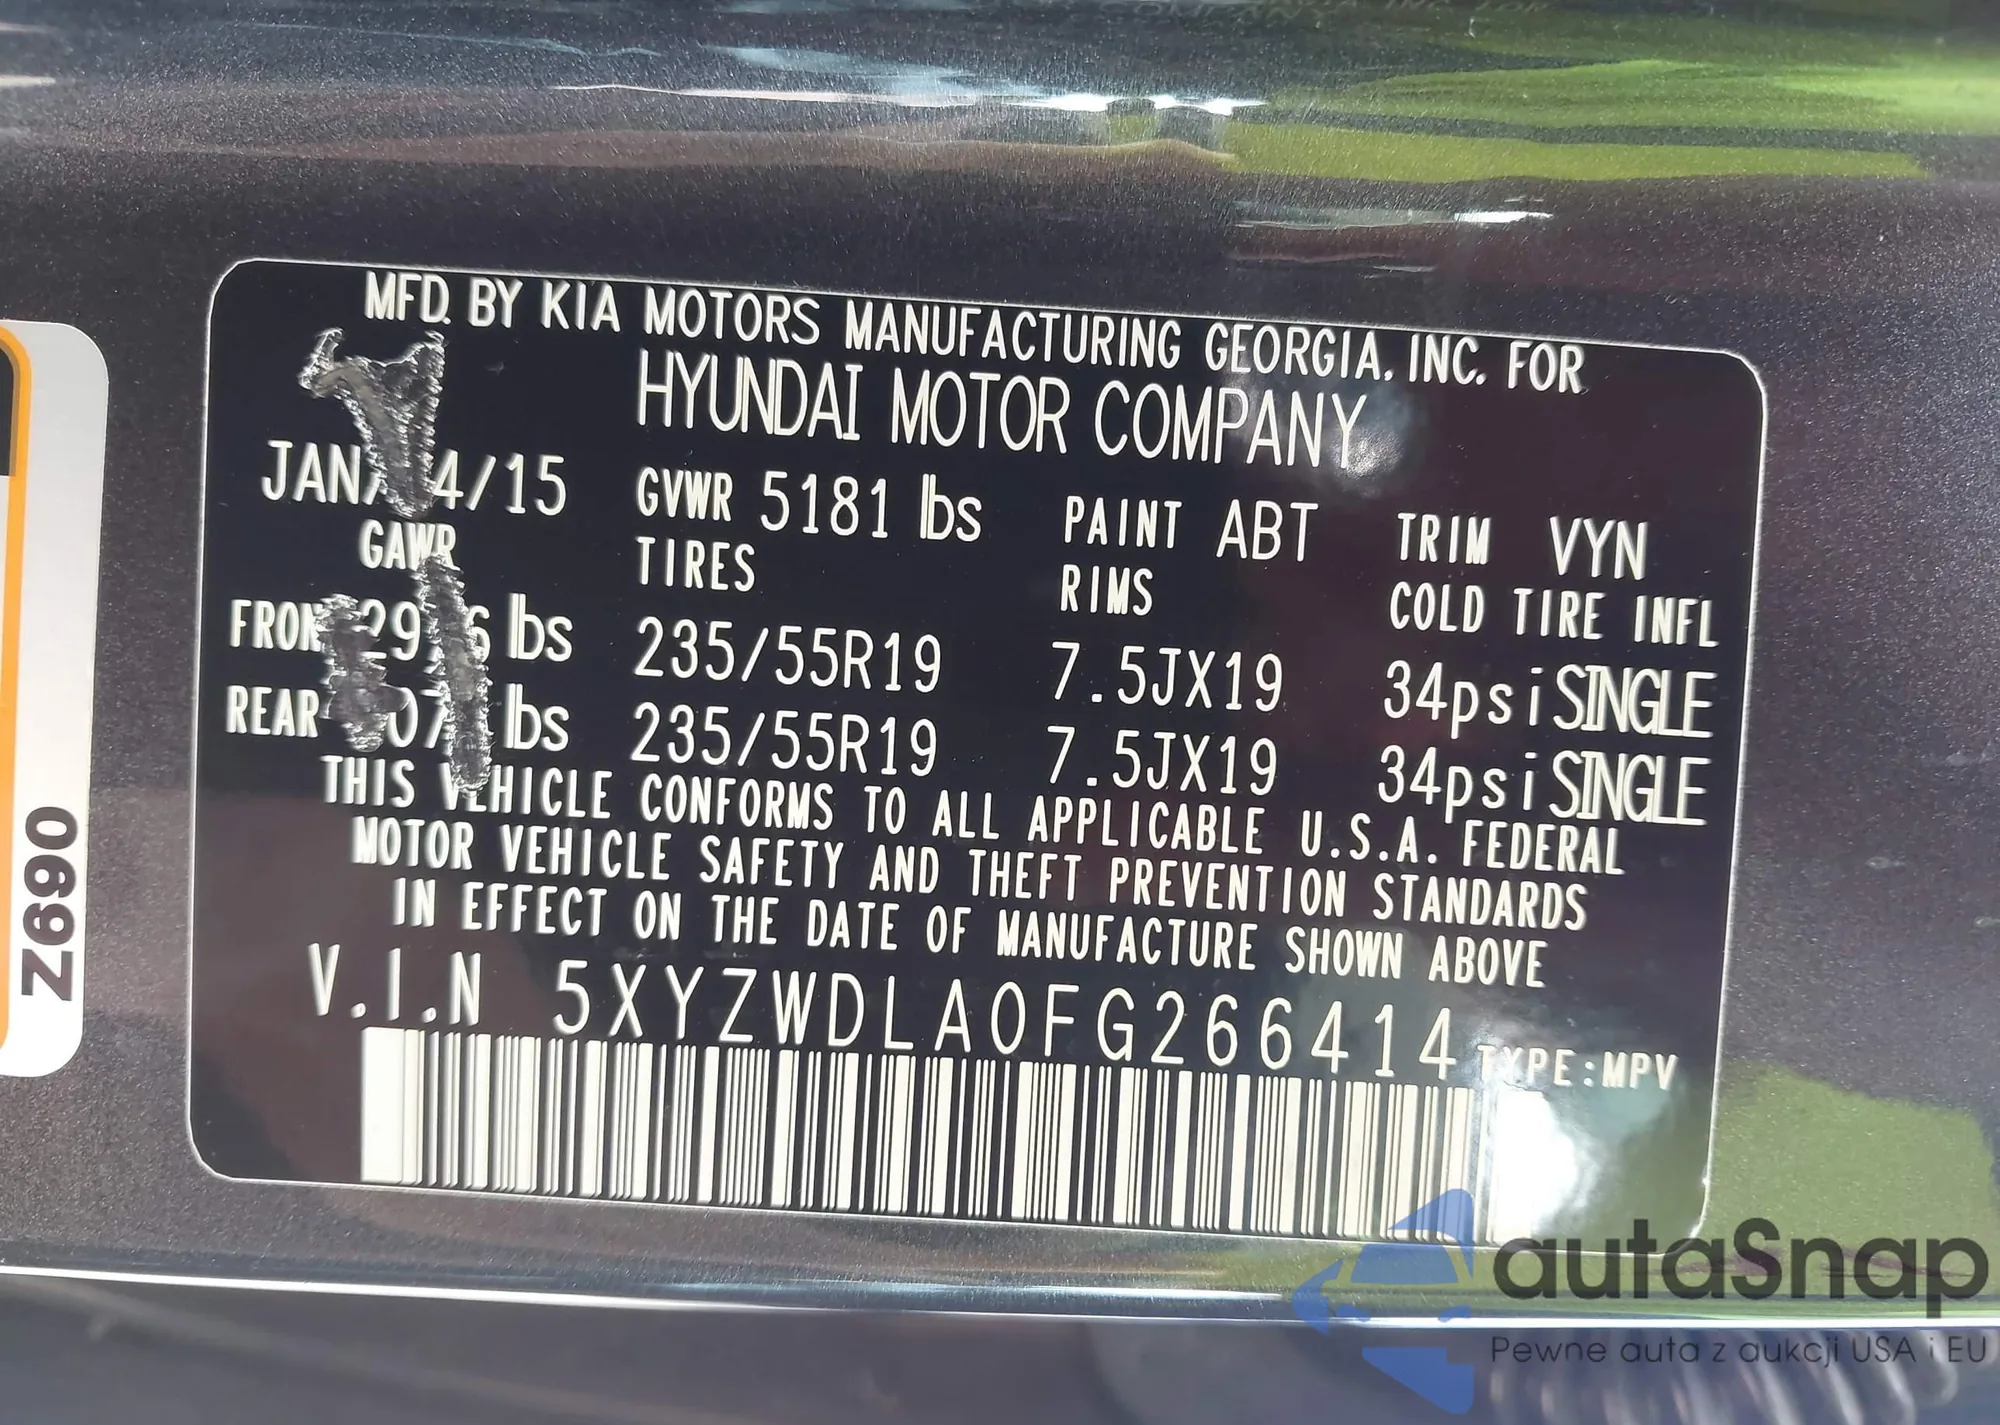 MFD. BY KIA MOTORS MANUFACTURING GEORGIA, INC. FOR
HYUNDAI MOTOR COMPANY
GVWR 5181 lbs PAINT ABT TRIM VYN
GAWR TIRES RIMS COLD TIRE INFL
FRONT lbs 235/55R19 7.5JX19 34psi SINGLE
REAR lbs 235/55R19 7.5JX19 34psi SINGLE
THIS VEHICLE CONFORMS TO ALL APPLICABLE U.S.A. FEDERAL
MOTOR VEHICLE SAFETY AND THEFT PREVENTION STANDARDS
IN EFFECT ON THE DATE OF MANUFACTURE SHOWN ABOVE
V.I.N 5XYZWDLA0FG266414 TYPE:MPV
Z690
autaSnap
Pewne auta z aukcji USA i EU